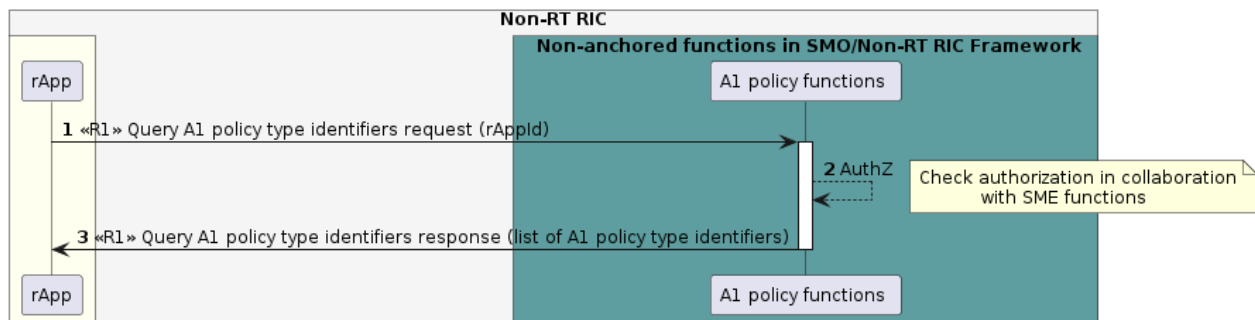 Non-RT RIC
Non-anchored functions in SMO/Non-RT RIC Framework
rApp
A1 policy functions
1 «R1» Query A1 policy type identifiers request (rAppId)
2 AuthZ
Check authorization in collaboration
with SME functions
3 «R1» Query A1 policy type identifiers response (list of A1 policy type identifiers)
rApp
A1 policy functions